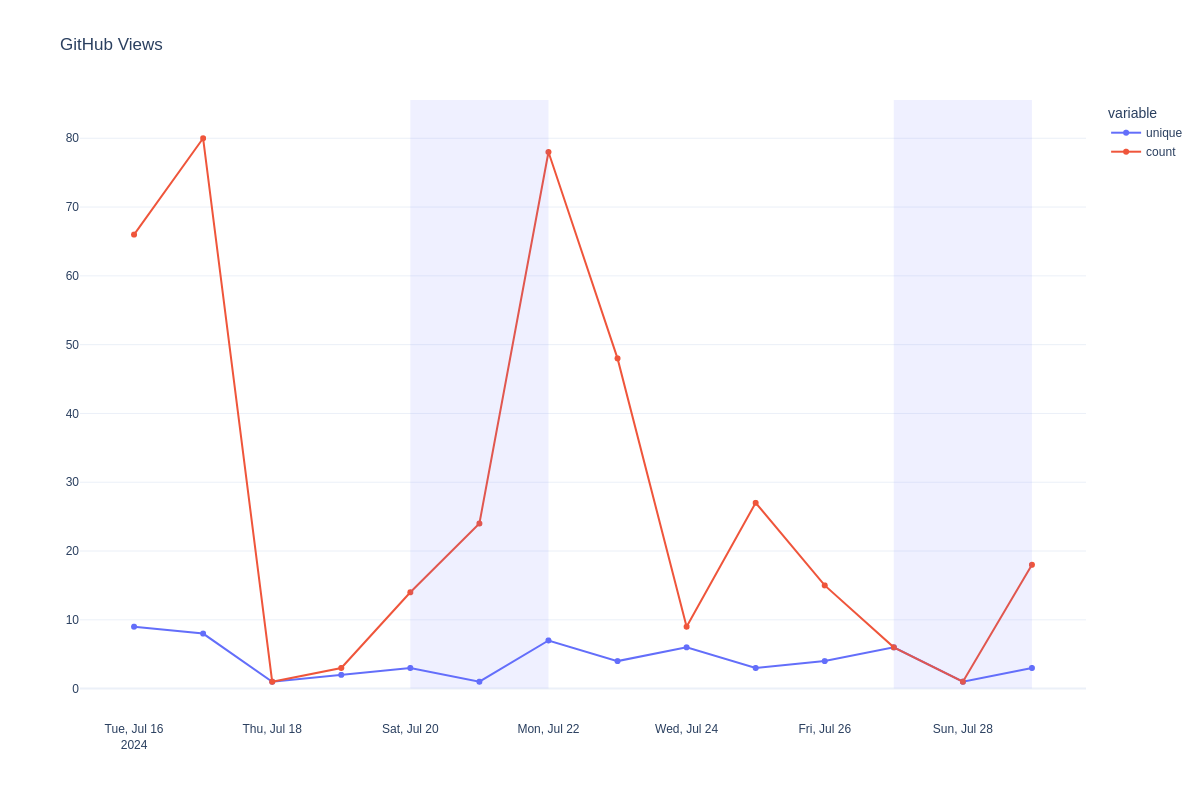 GitHub Views
variable
unique
count
80
70
60
50
40
30
20
10
0
Tue, Jul 16 Thu, Jul 18 Sat, Jul 20 Mon, Jul 22 Wed, Jul 24 Fri, Jul 26 Sun, Jul 28
2024